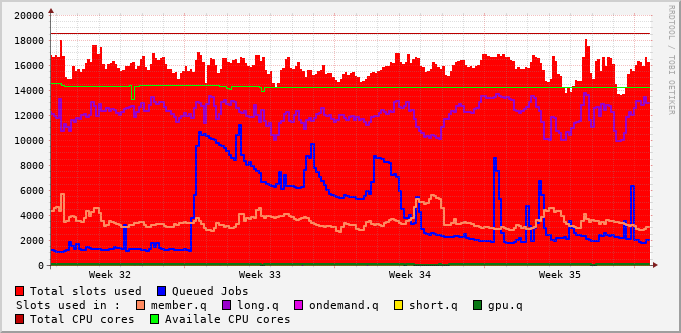 20000
18000
16000
14000
12000
10000
8000
6000
4000
2000
0
Week 32 Week 33 Week 34 Week 35
Total slots used Queued Jobs
Slots used in : member.q long.q ondemand.q short.q gpu.q
Total CPU cores Availale CPU cores
RRDTOOL / TOBI OETIKER